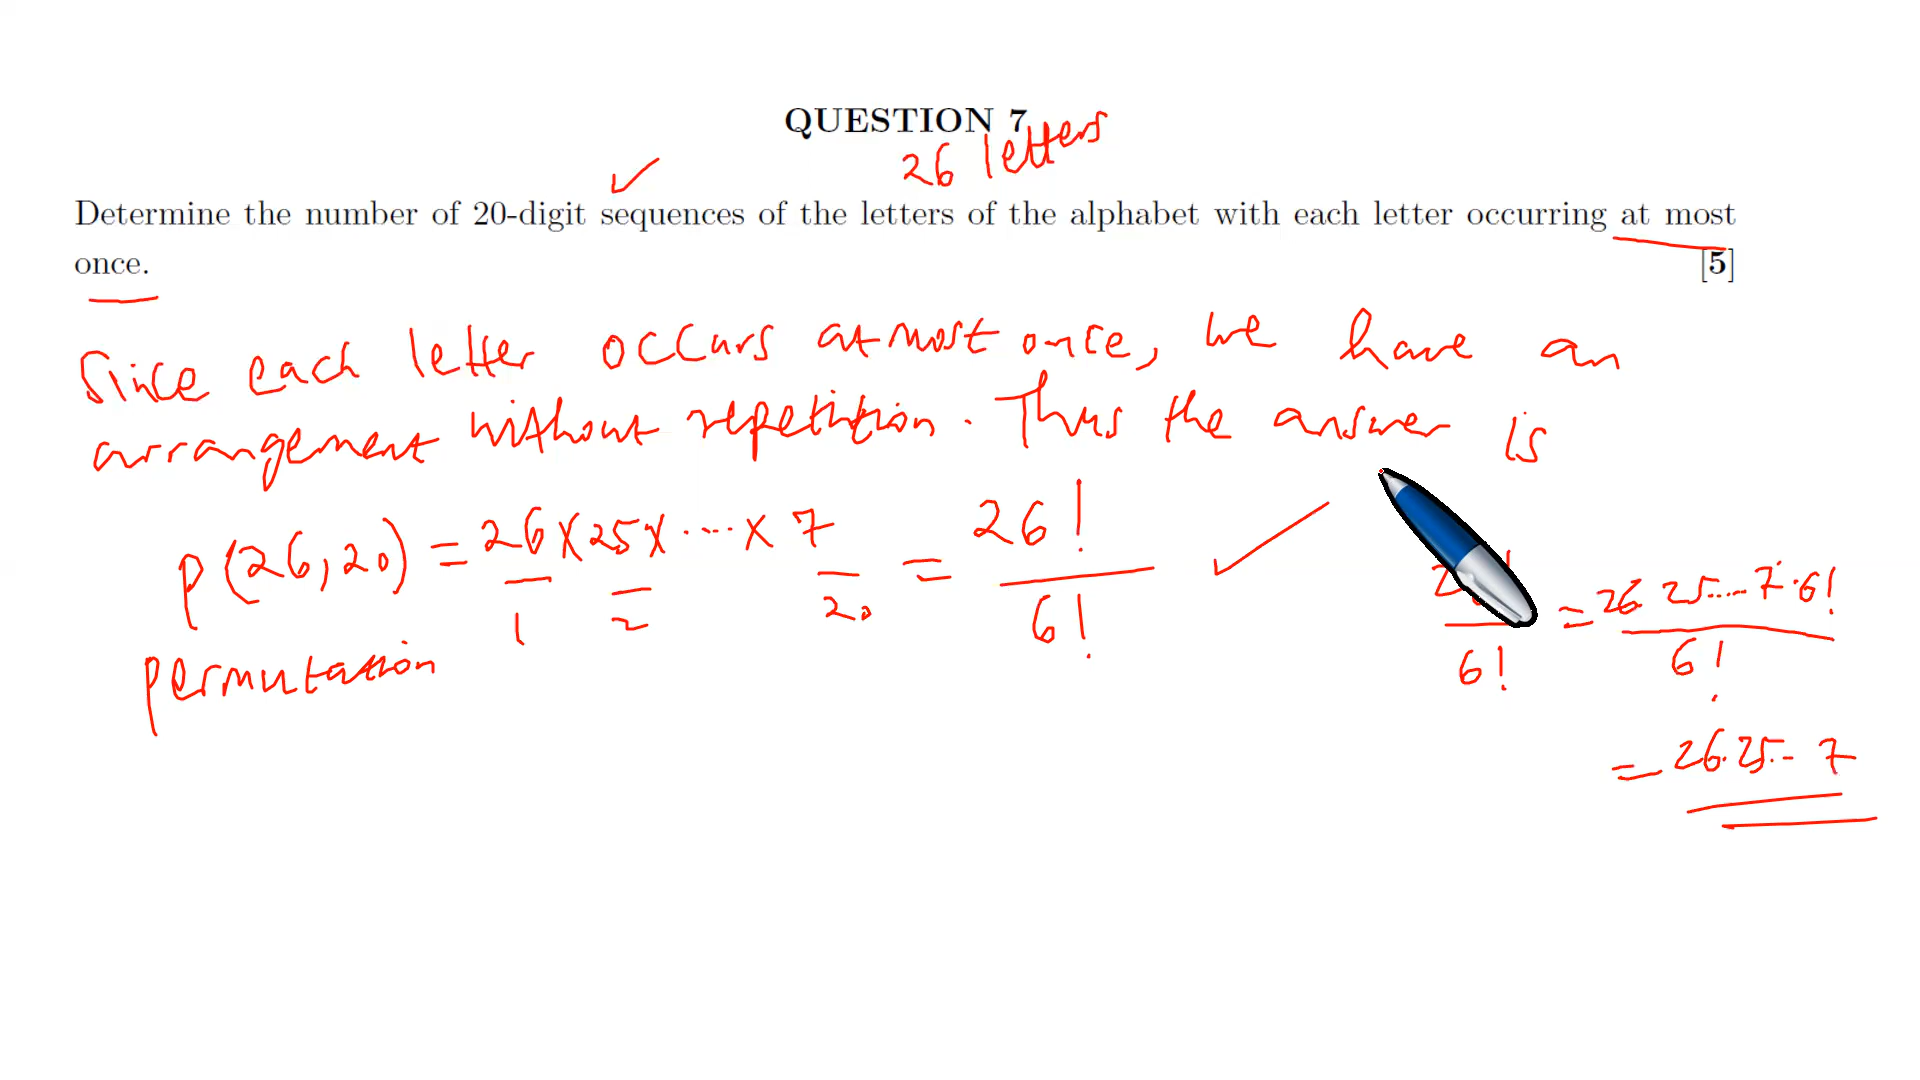 QUESTION 7
26 letters
Determine the number of 20-digit sequences of the letters of the alphabet with each letter occurring at most
once. [5]
Since each letter occurs atmost once, we have an
arrangement without repetition. Thus the answer is
P(26,20) = 26 x 25 x .... x 7 = 26! / 6!
1 2 20
permutation
6! = 26 25.... 7.6! / 6!
= 26.25.- 7